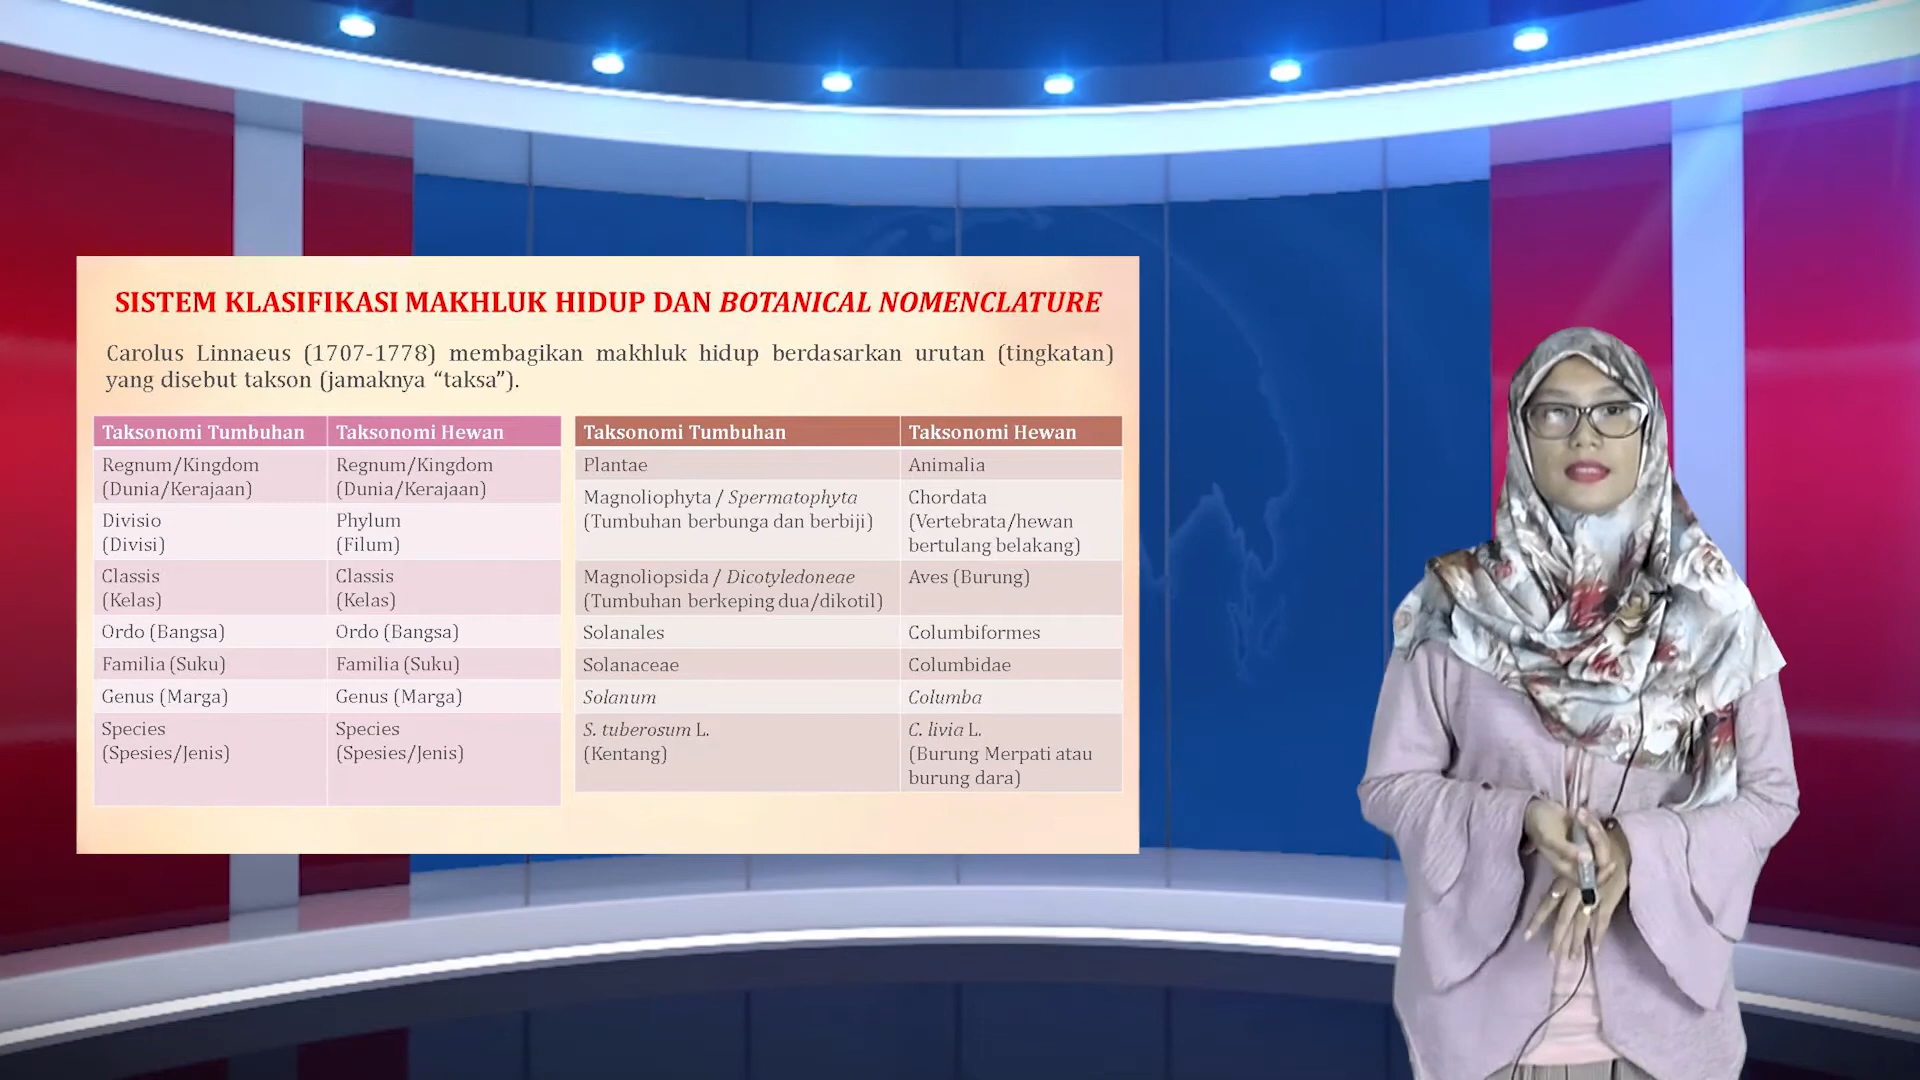 SISTEM KLASIFIKASI MAKHLUK HIDUP DAN BOTANICAL NOMENCLATURE
Carolus Linnaeus (1707-1778) membagikan makhluk hidup berdasarkan urutan (tingkatan)
yang disebut takson (jamaknya “taksa”).
Taksonomi Tumbuhan
Taksonomi Hewan
Regnum/Kingdom
(Dunia/Kerajaan)
Regnum/Kingdom
(Dunia/Kerajaan)
Divisio
(Divisi)
Phylum
(Filum)
Classis
(Kelas)
Classis
(Kelas)
Ordo (Bangsa)
Ordo (Bangsa)
Familia (Suku)
Familia (Suku)
Genus (Marga)
Genus (Marga)
Species
(Spesies/Jenis)
Species
(Spesies/Jenis)
Taksonomi Tumbuhan
Taksonomi Hewan
Plantae
Animalia
Magnoliophyta / Spermatophyta
(Tumbuhan berbunga dan berbiji)
Chordata
(Vertebrata/hewan
bertulang belakang)
Magnoliopsida / Dicotyledoneae
(Tumbuhan berkeping dua/dikotil)
Aves (Burung)
Solanales
Columbiformes
Solanaceae
Columbidae
Solanum
Columba
S. tuberosum L.
(Kentang)
C. livia L.
(Burung Merpati atau
burung dara)